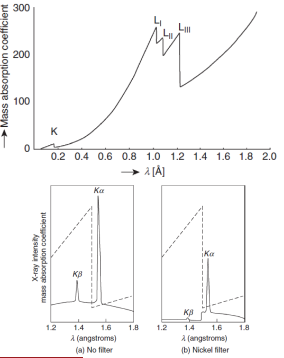 Mass absorption coefficient
300
200
100
0
K
LI
LII
LIII
0.2 0.4 0.6 0.8 1.0 1.2 1.4 1.6 1.8 2.0
λ [Å]
X-ray intensity
mass absorption coefficient
Kα
Kβ
1.2 1.4 1.6 1.8
λ (angstroms)
(a) No filter
Kα
Kβ
1.2 1.4 1.6 1.8
λ (angstroms)
(b) Nickel filter